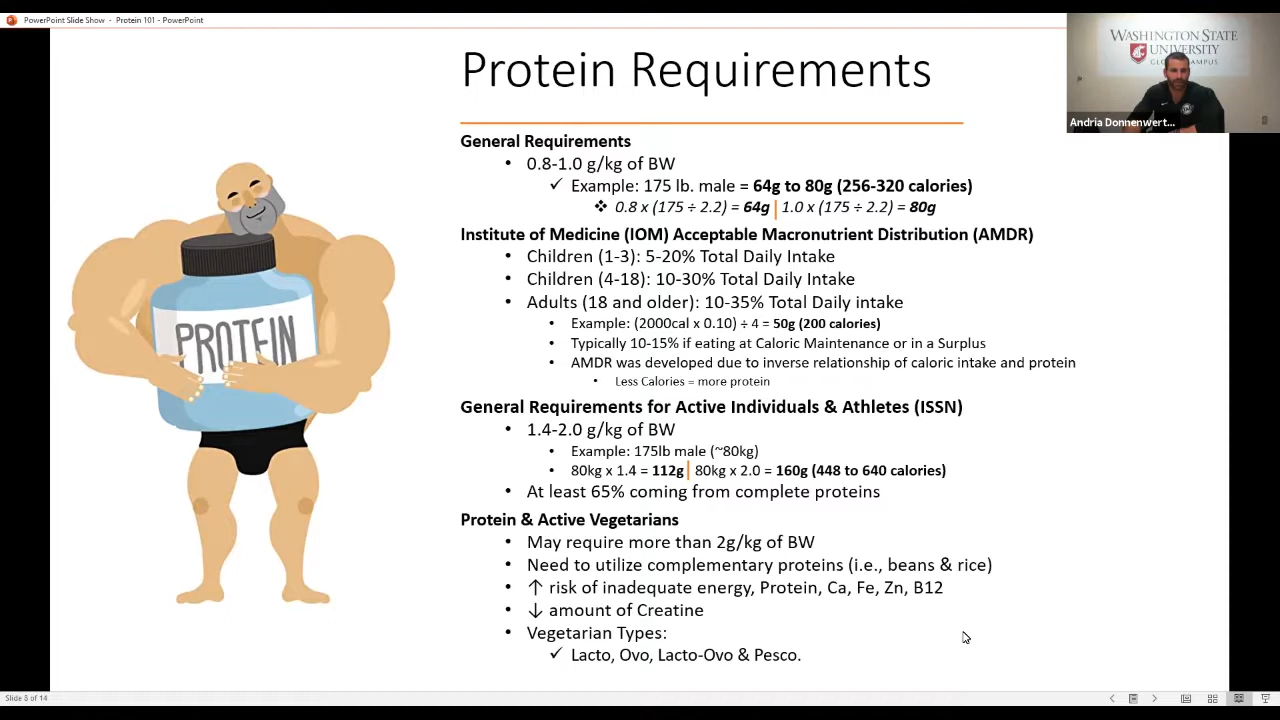 PowerPoint Slide Show - Protein 101 - PowerPoint
WASHINGTON STATE
UNIVERSITY
Andria Donnenwert...
Protein Requirements
PROTEIN
General Requirements
• 0.8-1.0 g/kg of BW
✓ Example: 175 lb. male = 64g to 80g (256-320 calories)
❖ 0.8 x (175 ÷ 2.2) = 64g | 1.0 x (175 ÷ 2.2) = 80g
Institute of Medicine (IOM) Acceptable Macronutrient Distribution (AMDR)
• Children (1-3): 5-20% Total Daily Intake
• Children (4-18): 10-30% Total Daily Intake
• Adults (18 and older): 10-35% Total Daily intake
• Example: (2000cal x 0.10) ÷ 4 = 50g (200 calories)
• Typically 10-15% if eating at Caloric Maintenance or in a Surplus
• AMDR was developed due to inverse relationship of caloric intake and protein
• Less Calories = more protein
General Requirements for Active Individuals & Athletes (ISSN)
• 1.4-2.0 g/kg of BW
• Example: 175lb male (~80kg)
• 80kg x 1.4 = 112g | 80kg x 2.0 = 160g (448 to 640 calories)
• At least 65% coming from complete proteins
Protein & Active Vegetarians
• May require more than 2g/kg of BW
• Need to utilize complementary proteins (i.e., beans & rice)
• ↑ risk of inadequate energy, Protein, Ca, Fe, Zn, B12
• ↓ amount of Creatine
• Vegetarian Types:
✓ Lacto, Ovo, Lacto-Ovo & Pesco.
Slide 6 of 14